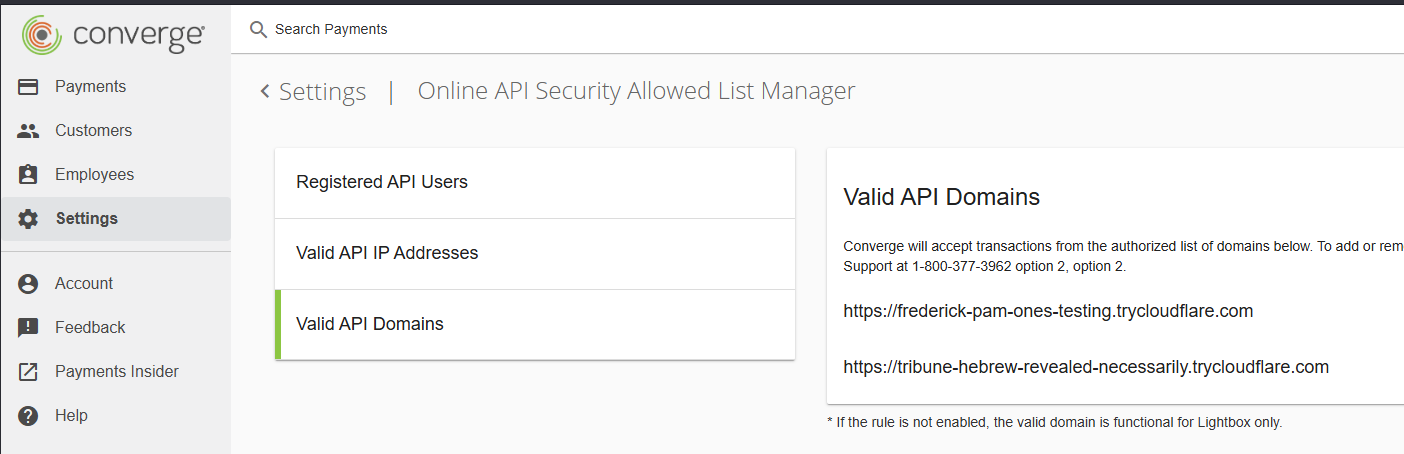 converge®
Payments
Customers
Employees
Settings
Account
Feedback
Payments Insider
Help
Search Payments
Settings | Online API Security Allowed List Manager
Registered API Users
Valid API IP Addresses
Valid API Domains
Valid API Domains
Converge will accept transactions from the authorized list of domains below. To add or rem
Support at 1-800-377-3962 option 2, option 2.
https://frederick-pam-ones-testing.trycloudflare.com
https://tribune-hebrew-revealed-necessarily.trycloudflare.com
* If the rule is not enabled, the valid domain is functional for Lightbox only.